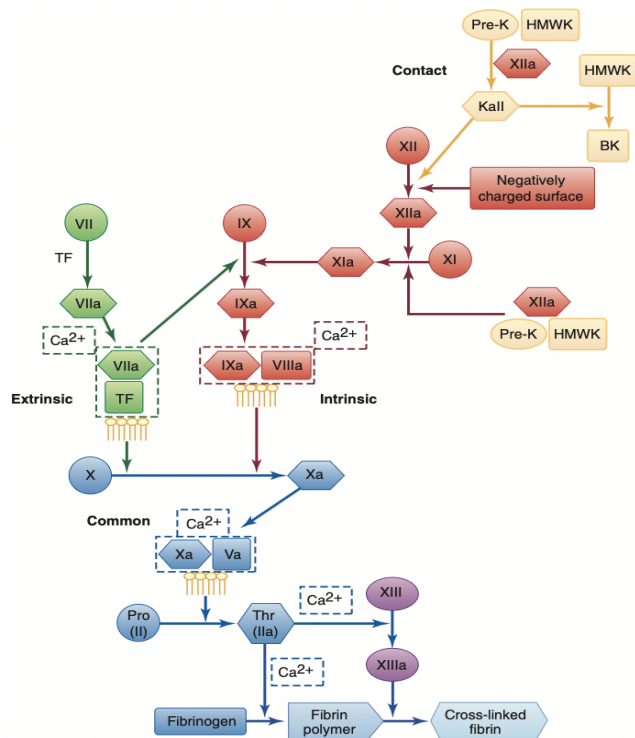 Pre-K
HMWK
XIIa
Contact
HMWK
Kall
BK
XII
Negatively
charged surface
XIIa
VII
IX
TF
XIa
XI
VIIa
IXa
XIIa
Pre-K
HMWK
Ca2+
Ca2+
VIIa
IXa
VIIIa
TF
Extrinsic
Intrinsic
X
Xa
Common
Ca2+
Xa
Va
Ca2+
XIII
Pro
(II)
Thr
(IIa)
XIIIa
Ca2+
Fibrinogen
Fibrin
polymer
Cross-linked
fibrin